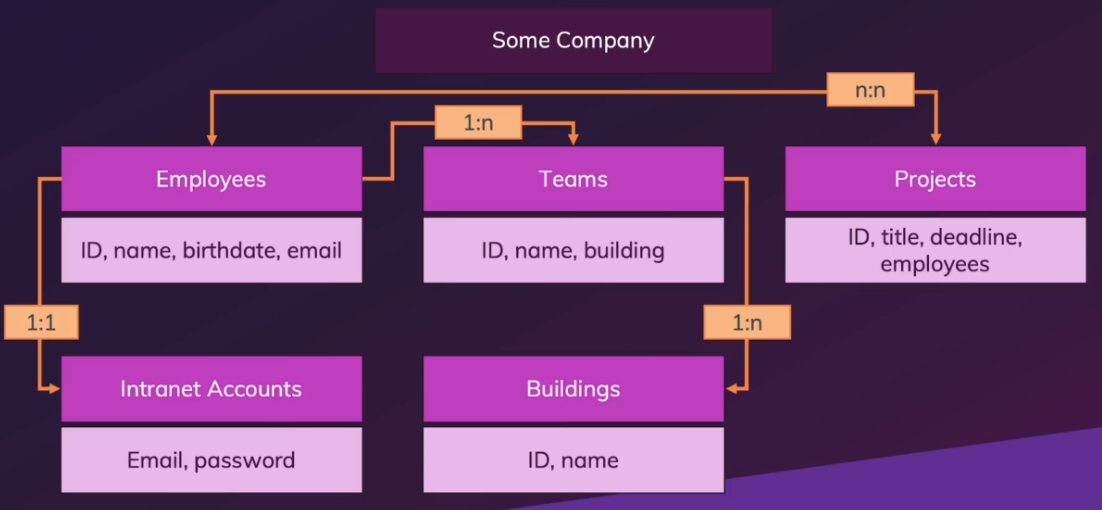 Some Company
n:n
1:n
Employees
Teams
Projects
ID, name, birthdate, email
ID, name, building
ID, title, deadline,
employees
1:1
1:n
Intranet Accounts
Buildings
Email, password
ID, name